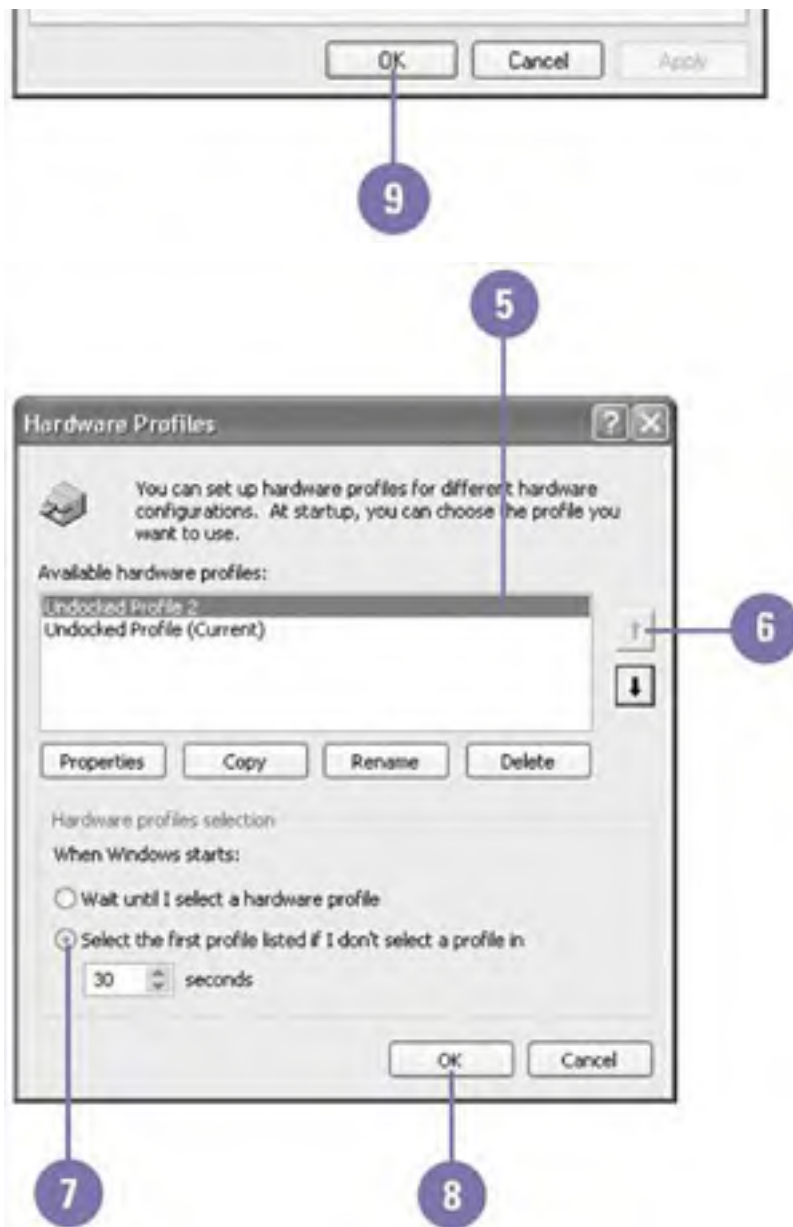 OK Cancel Apply
9
5
Hardware Profiles
You can set up hardware profiles for different hardware
configurations. At startup, you can choose the profile you
want to use.
Available hardware profiles:
Undocked Profile 2
Undocked Profile (Current)
6
Properties Copy Rename Delete
Hardware profiles selection
When Windows starts:
Wait until I select a hardware profile
Select the first profile listed if I don't select a profile in
30 seconds
OK Cancel
7 8